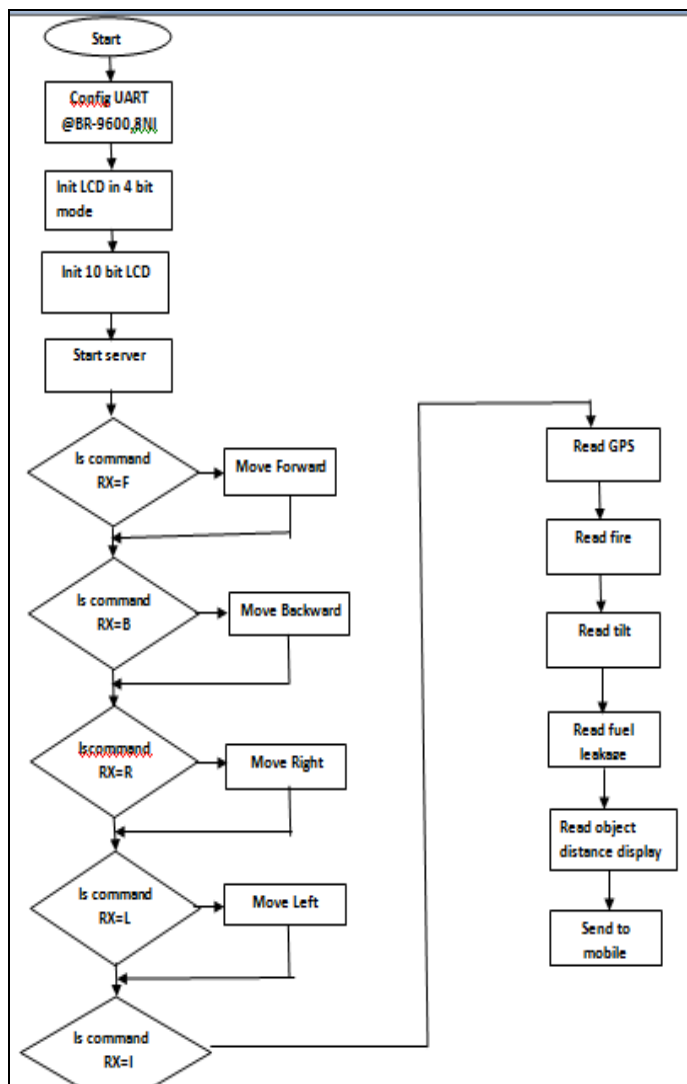 Start
Config UART
@BR-9600,8NI
Init LCD in 4 bit
mode
Init 10 bit LCD
Start server
Is command
RX=F
Move Forward
Is command
RX=B
Move Backward
Iscommand
RX=R
Move Right
Is command
RX=L
Move Left
Is command
RX=I
Read GPS
Read fire
Read tilt
Read fuel
leakage
Read object
distance display
Send to
mobile